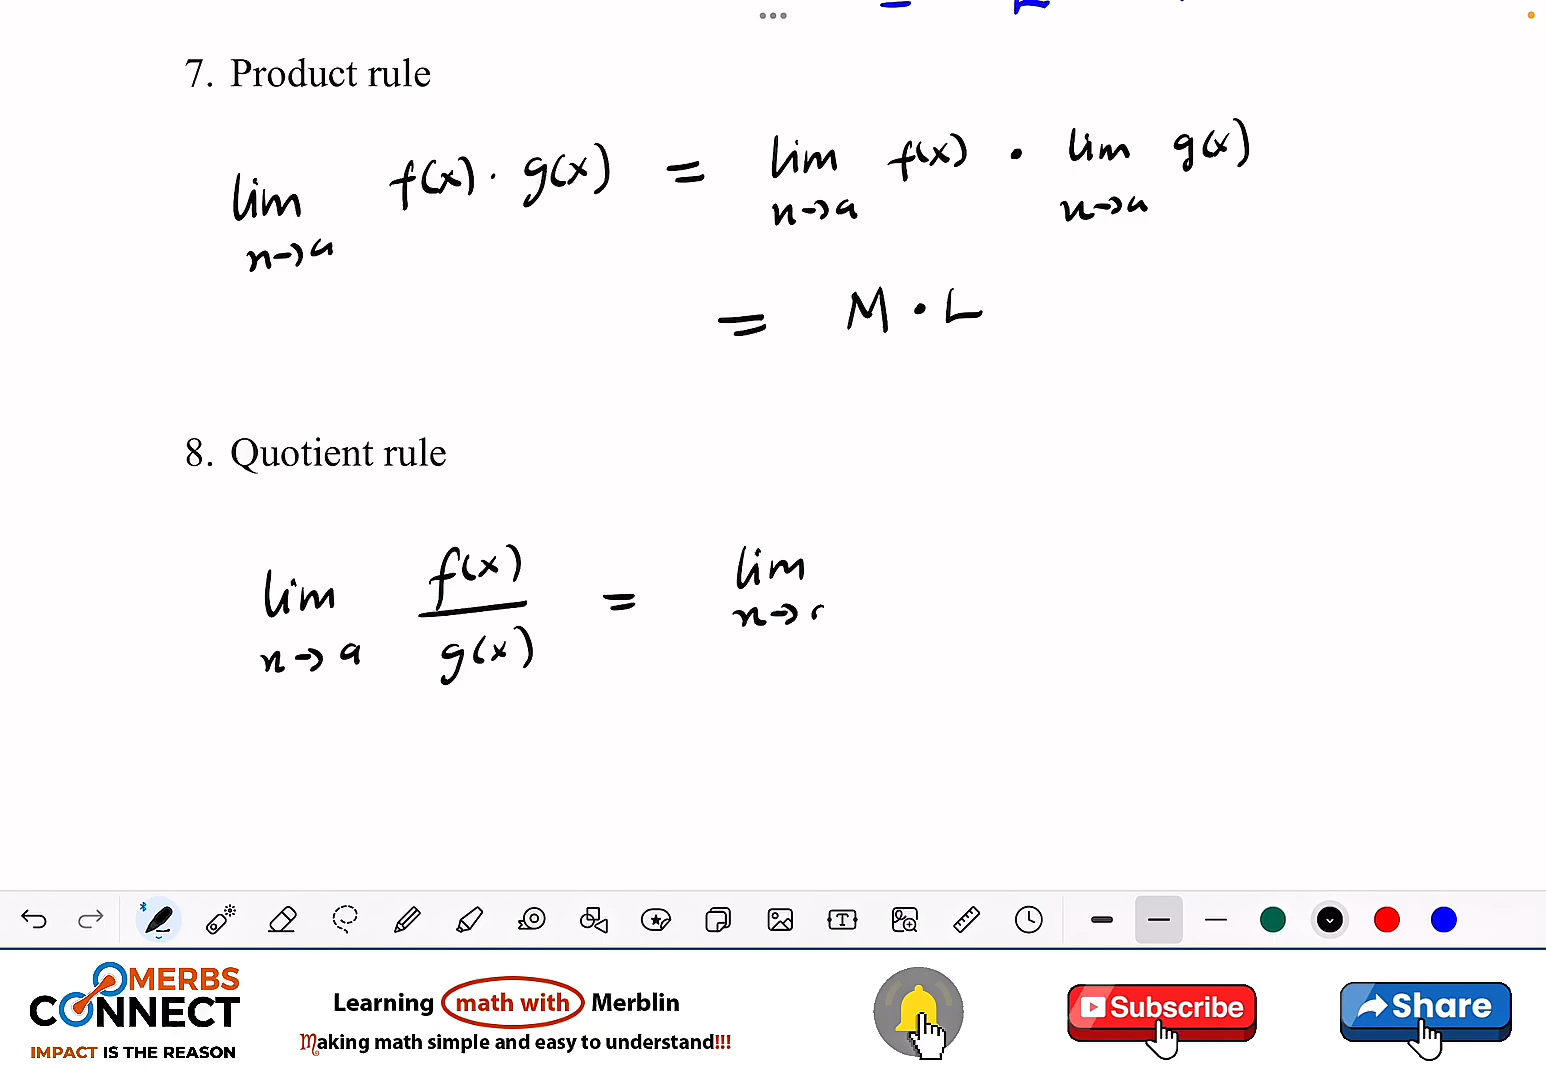 7. Product rule
lim f(x) · g(x) = lim f(x) · lim g(x)
n→a n→a n→a
= M · L
8. Quotient rule
lim f(x) = lim
n→a g(x) n→
MERBS
CONNECT
IMPACT IS THE REASON
Learning math with Merblin
Making math simple and easy to understand!!!
Subscribe
Share